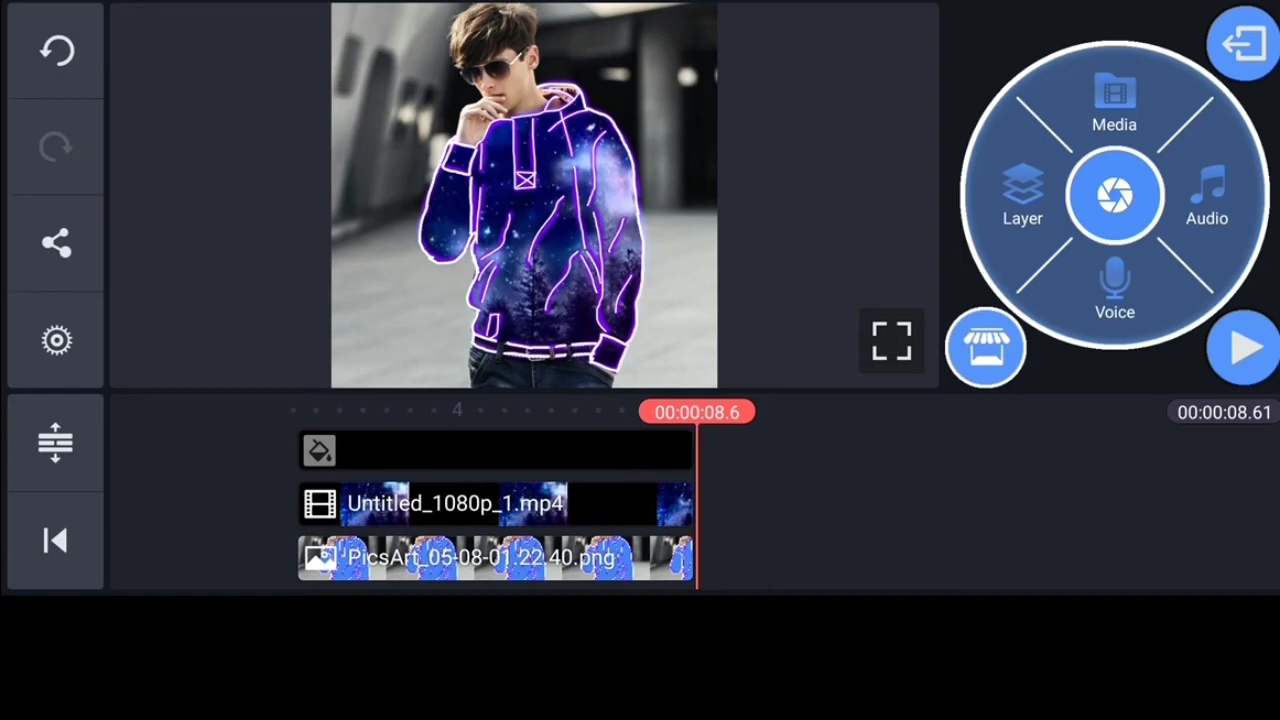 Media
Layer
Audio
Voice
4
00:00:08.6
00:00:08.61
Untitled_1080p_1.mp4
PicsArt_05-08-01.22.40.png